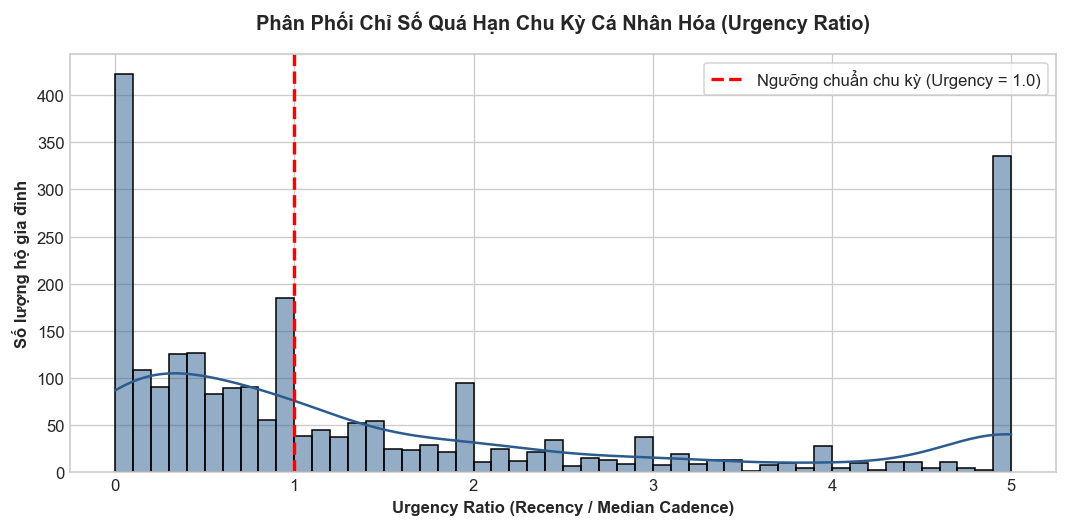 Phân Phối Chỉ Số Quá Hạn Chu Kỳ Cá Nhân Hóa (Urgency Ratio)
Ngưỡng chuẩn chu kỳ (Urgency = 1.0)
Số lượng hộ gia đình
400
350
300
250
200
150
100
50
0
0 1 2 3 4 5
Urgency Ratio (Recency / Median Cadence)